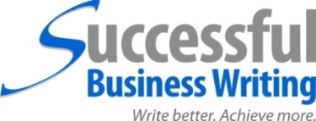 Successful
Business Writing
Write better. Achieve more.